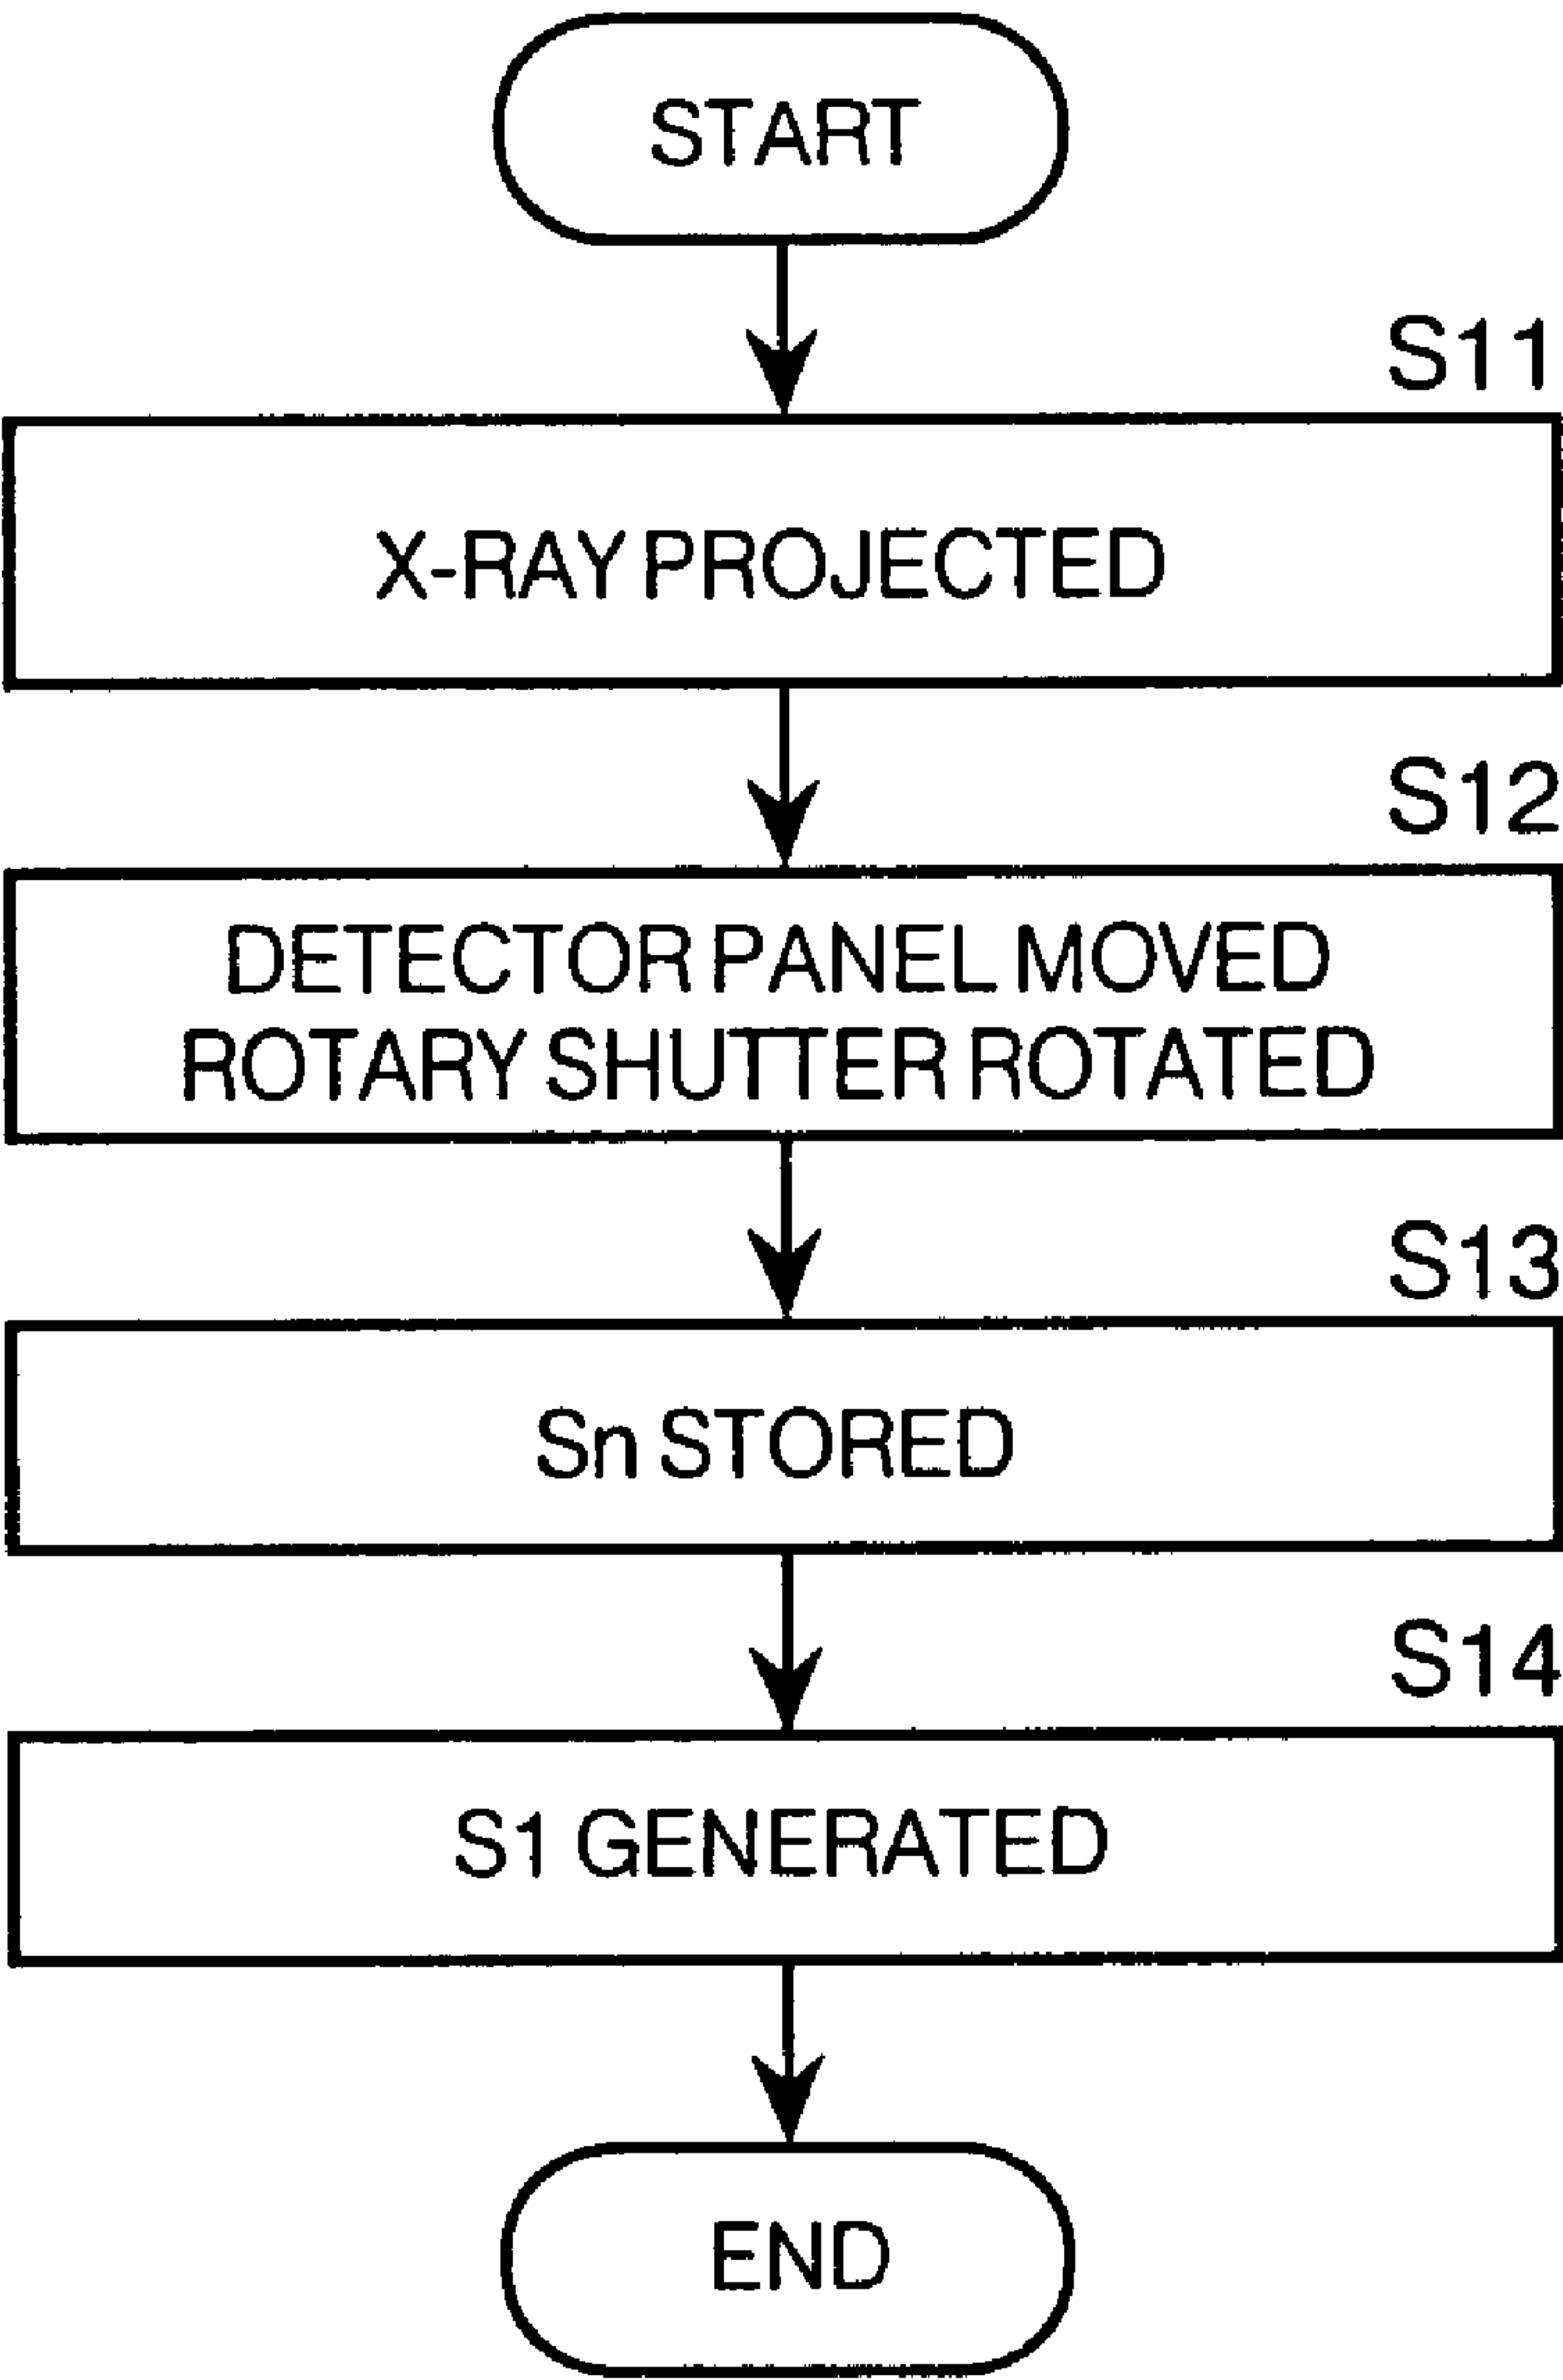 START
S11
X-RAY PROJECTED
S12
DETECTOR PANEL MOVED
ROTARY SHUTTER ROTATED
S13
Sn STORED
S14
S1 GENERATED
END